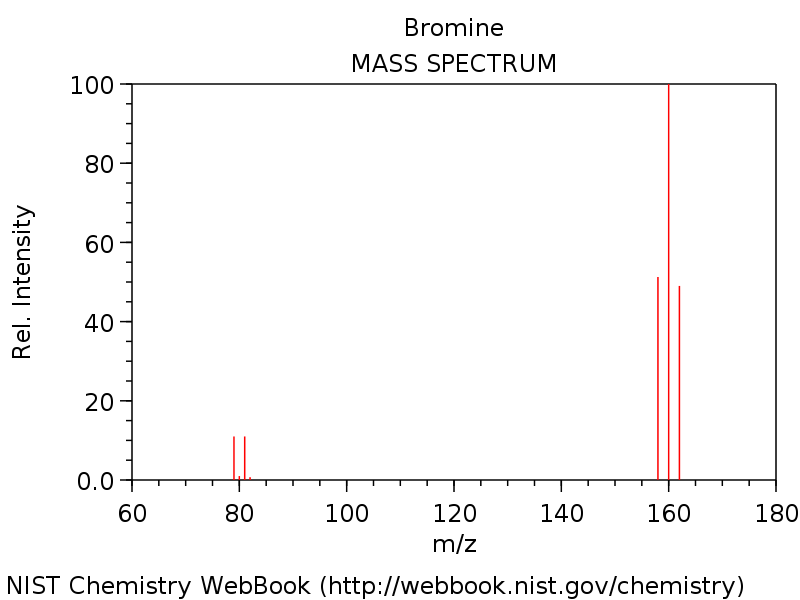 Bromine
MASS SPECTRUM
Rel. Intensity
100
80
60
40
20
0.0
60 80 100 120 140 160 180
m/z
NIST Chemistry WebBook (http://webbook.nist.gov/chemistry)